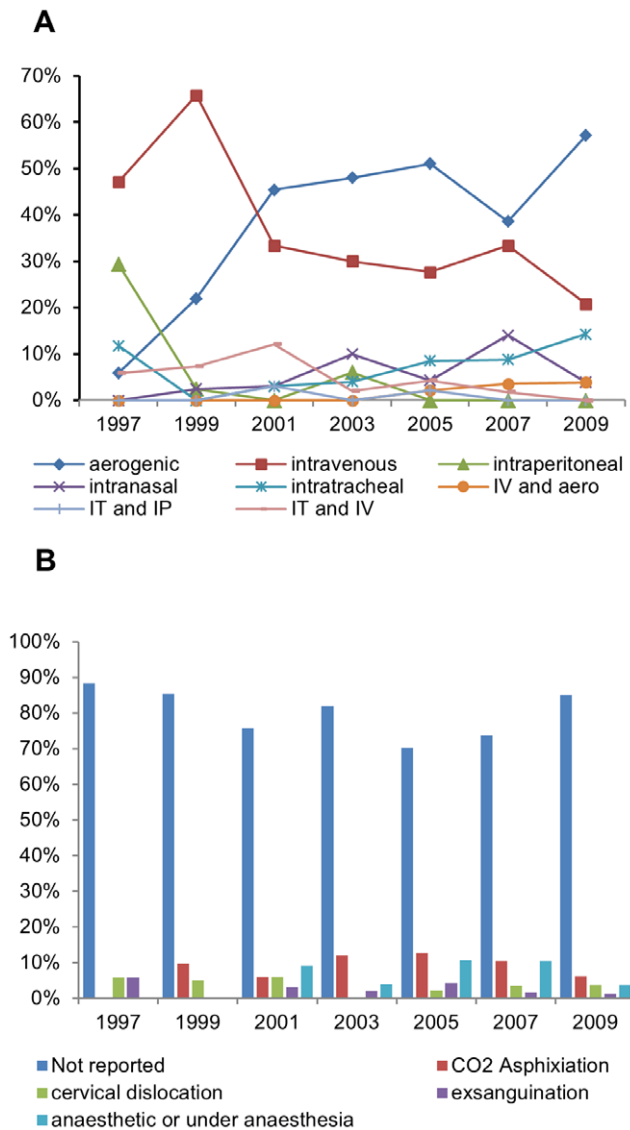 A
70%
60%
50%
40%
30%
20%
10%
0%
1997 1999 2001 2003 2005 2007 2009
aerogenic intravenous intraperitoneal
intranasal intratracheal IV and aero
IT and IP IT and IV
B
100%
90%
80%
70%
60%
50%
40%
30%
20%
10%
0%
1997 1999 2001 2003 2005 2007 2009
Not reported CO2 Asphixiation
cervical dislocation exsanguination
anaesthetic or under anaesthesia